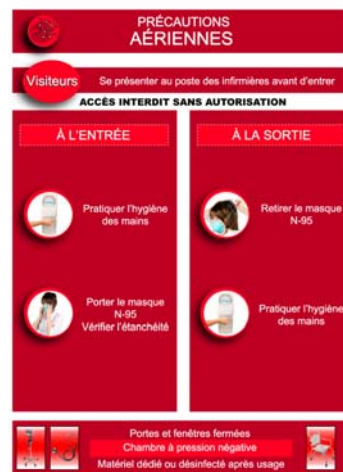 PRÉCAUTIONS
AÉRIENNES
Visiteurs
Se présenter au poste des infirmières avant d'entrer
ACCÈS INTERDIT SANS AUTORISATION
À L'ENTRÉE
Pratiquer l'hygiène
des mains
Porter le masque
N-95
Vérifier l'étanchéité
À LA SORTIE
Retirer le masque
N-95
Pratiquer l'hygiène
des mains
Portes et fenêtres fermées
Chambre à pression négative
Matériel dédié ou désinfecté après usage